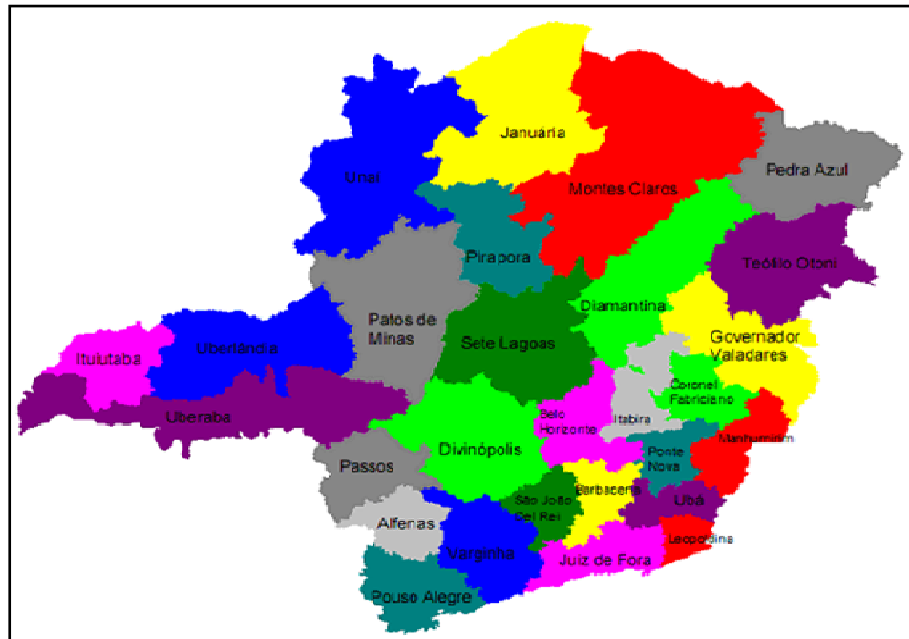 Januária
Unaí
Montes Claros
Pedra Azul
Pirapora
Teófilo Otoni
Diamantina
Patos de
Minas
Sete Lagoas
Uberlândia
Ituiutaba
Governador
Valadares
Coronel
Fabriciano
Uberaba
Belo
Horizonte
Itabira
Manhumirim
Divinópolis
Ponte
Nova
Passos
Barbacena
São João
Del Rei
Ubá
Alfenas
Varginha
Leopoldina
Juiz de Fora
Pouso Alegre